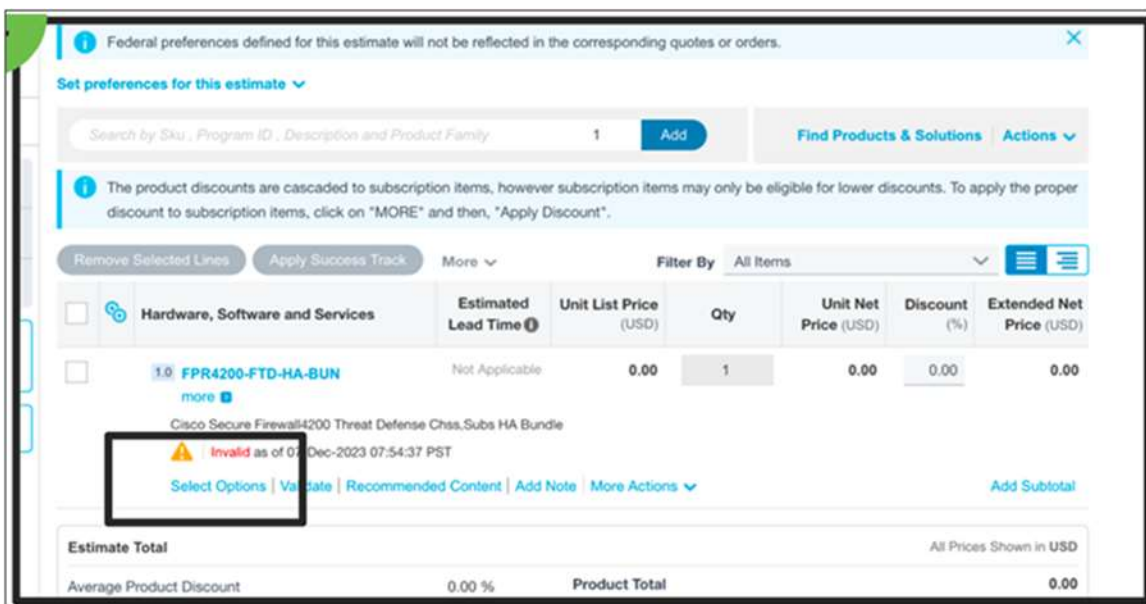 Federal preferences defined for this estimate will not be reflected in the corresponding quotes or orders.
Set preferences for this estimate
Search by Sku , Program ID , Description and Product Family 1 Add Find Products & Solutions Actions
The product discounts are cascaded to subscription items, however subscription items may only be eligible for lower discounts. To apply the proper
discount to subscription items, click on "MORE" and then, "Apply Discount".
Remove Selected Lines Apply Success Track More Filter By All Items
Hardware, Software and Services Estimated Lead Time Unit List Price (USD) Qty Unit Net Price (USD) Discount (%) Extended Net Price (USD)
1.0 FPR4200-FTD-HA-BUN Not Applicable 0.00 1 0.00 0.00 0.00
more
Cisco Secure Firewall4200 Threat Defense Chss,Subs HA Bundle
Invalid as of 07-Dec-2023 07:54:37 PST
Select Options | Validate | Recommended Content | Add Note | More Actions Add Subtotal
Estimate Total All Prices Shown in USD
Average Product Discount 0.00 % Product Total 0.00